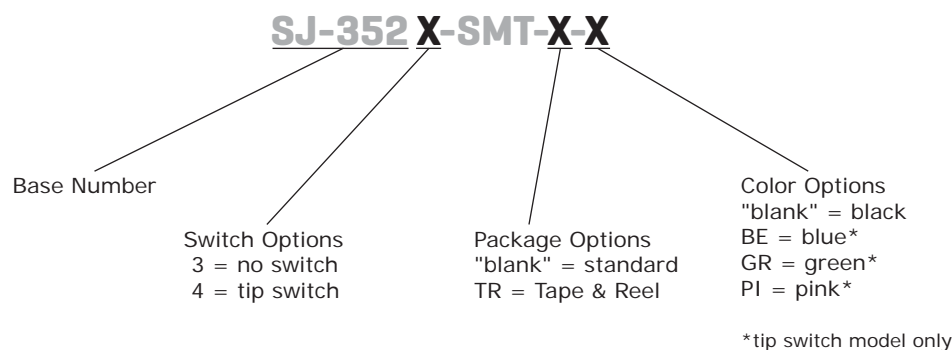 SJ-352X-SMT-X-X
Base Number
Switch Options
3 = no switch
4 = tip switch
Package Options
"blank" = standard
TR = Tape & Reel
Color Options
"blank" = black
BE = blue*
GR = green*
PI = pink*
*tip switch model only